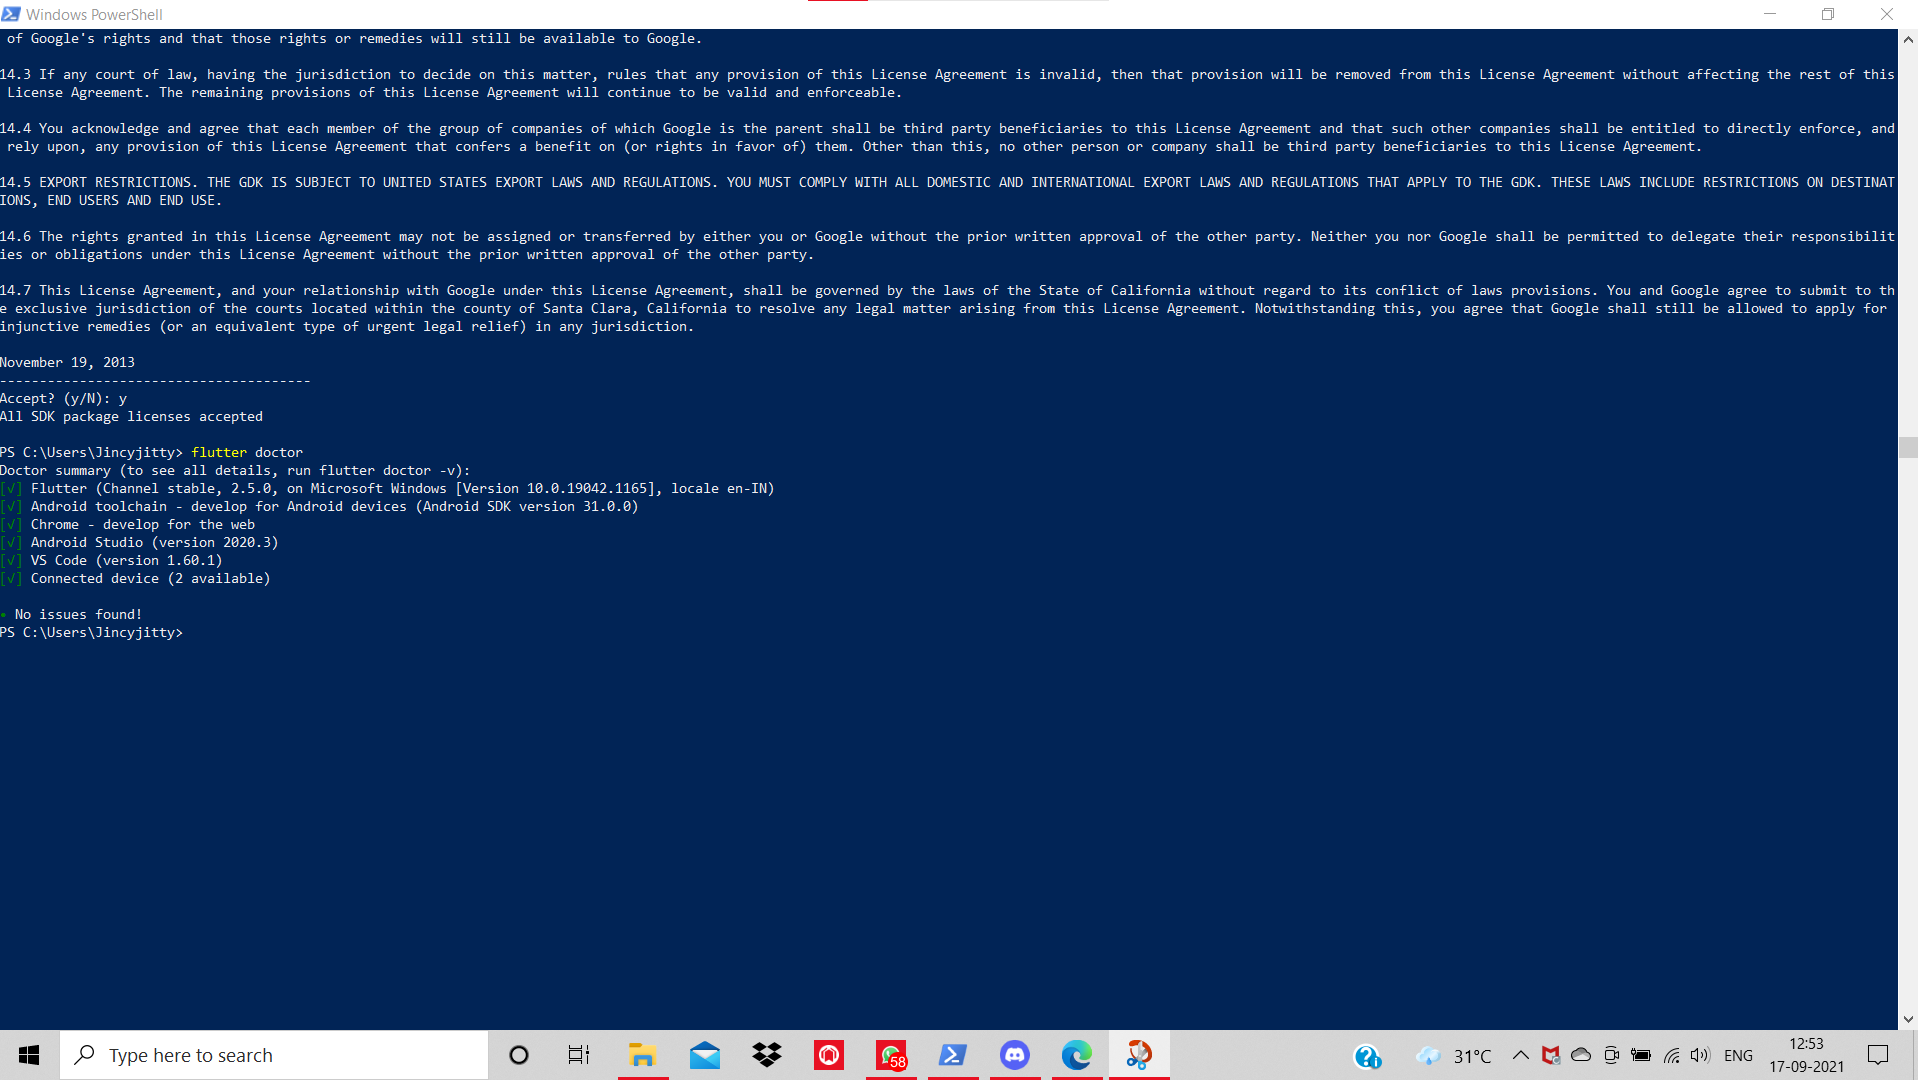 Windows PowerShell
of Google's rights and that those rights or remedies will still be available to Google.
14.3 If any court of law, having the jurisdiction to decide on this matter, rules that any provision of this License Agreement is invalid, then that provision will be removed from this License Agreement without affecting the rest of this
License Agreement. The remaining provisions of this License Agreement will continue to be valid and enforceable.
14.4 You acknowledge and agree that each member of the group of companies of which Google is the parent shall be third party beneficiaries to this License Agreement and that such other companies shall be entitled to directly enforce, and
rely upon, any provision of this License Agreement that confers a benefit on (or rights in favor of) them. Other than this, no other person or company shall be third party beneficiaries to this License Agreement.
14.5 EXPORT RESTRICTIONS. THE GDK IS SUBJECT TO UNITED STATES EXPORT LAWS AND REGULATIONS. YOU MUST COMPLY WITH ALL DOMESTIC AND INTERNATIONAL EXPORT LAWS AND REGULATIONS THAT APPLY TO THE GDK. THESE LAWS INCLUDE RESTRICTIONS ON DESTINAT
IONS, END USERS AND END USE.
14.6 The rights granted in this License Agreement may not be assigned or transferred by either you or Google without the prior written approval of the other party. Neither you nor Google shall be permitted to delegate their responsibilit
ies or obligations under this License Agreement without the prior written approval of the other party.
14.7 This License Agreement, and your relationship with Google under this License Agreement, shall be governed by the laws of the State of California without regard to its conflict of laws provisions. You and Google agree to submit to th
e exclusive jurisdiction of the courts located within the county of Santa Clara, California to resolve any legal matter arising from this License Agreement. Notwithstanding this, you agree that Google shall still be allowed to apply for
injunctive remedies (or an equivalent type of urgent legal relief) in any jurisdiction.
November 19, 2013
---------------------------------------
Accept? (y/N): y
All SDK package licenses accepted
PS C:\Users\Jincyjitty> flutter doctor
Doctor summary (to see all details, run flutter doctor -v):
[√] Flutter (Channel stable, 2.5.0, on Microsoft Windows [Version 10.0.19042.1165], locale en-IN)
[√] Android toolchain - develop for Android devices (Android SDK version 31.0.0)
[√] Chrome - develop for the web
[√] Android Studio (version 2020.3)
[√] VS Code (version 1.60.1)
[√] Connected device (2 available)
• No issues found!
PS C:\Users\Jincyjitty>
Type here to search
58
31°C
ENG
12:53
17-09-2021